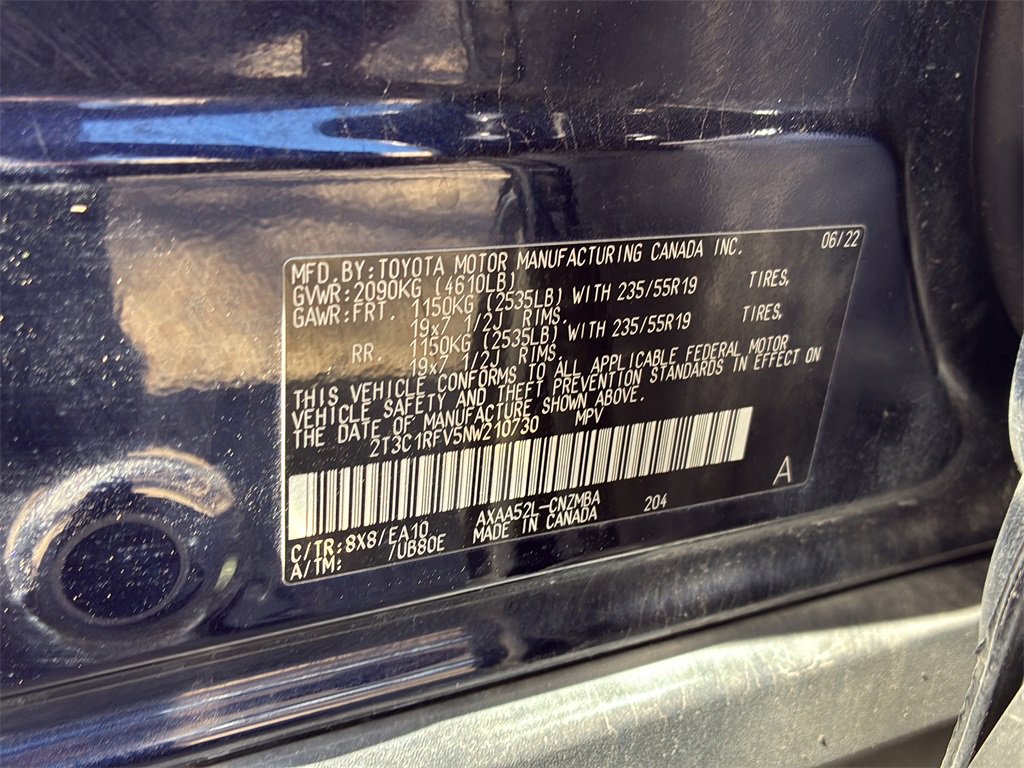 06/22
MFD. BY: TOYOTA MOTOR MANUFACTURING CANADA INC.
GVWR: 2090KG (4610LB)
GAWR: FRT. 1150KG (2535LB) WITH 235/55R19 TIRES,
19x7 1/2J RIMS.
RR. 1150KG (2535LB) WITH 235/55R19 TIRES,
19x7 1/2J RIMS.
THIS VEHICLE CONFORMS TO ALL APPLICABLE FEDERAL MOTOR
VEHICLE SAFETY AND THEFT PREVENTION STANDARDS IN EFFECT ON
THE DATE OF MANUFACTURE SHOWN ABOVE.
2T3C1RFV5NW210730 MPV
A
C/TR: 8X8/EA10 AXAA52L-CNZMBA 204
A/TM: /UB80E MADE IN CANADA